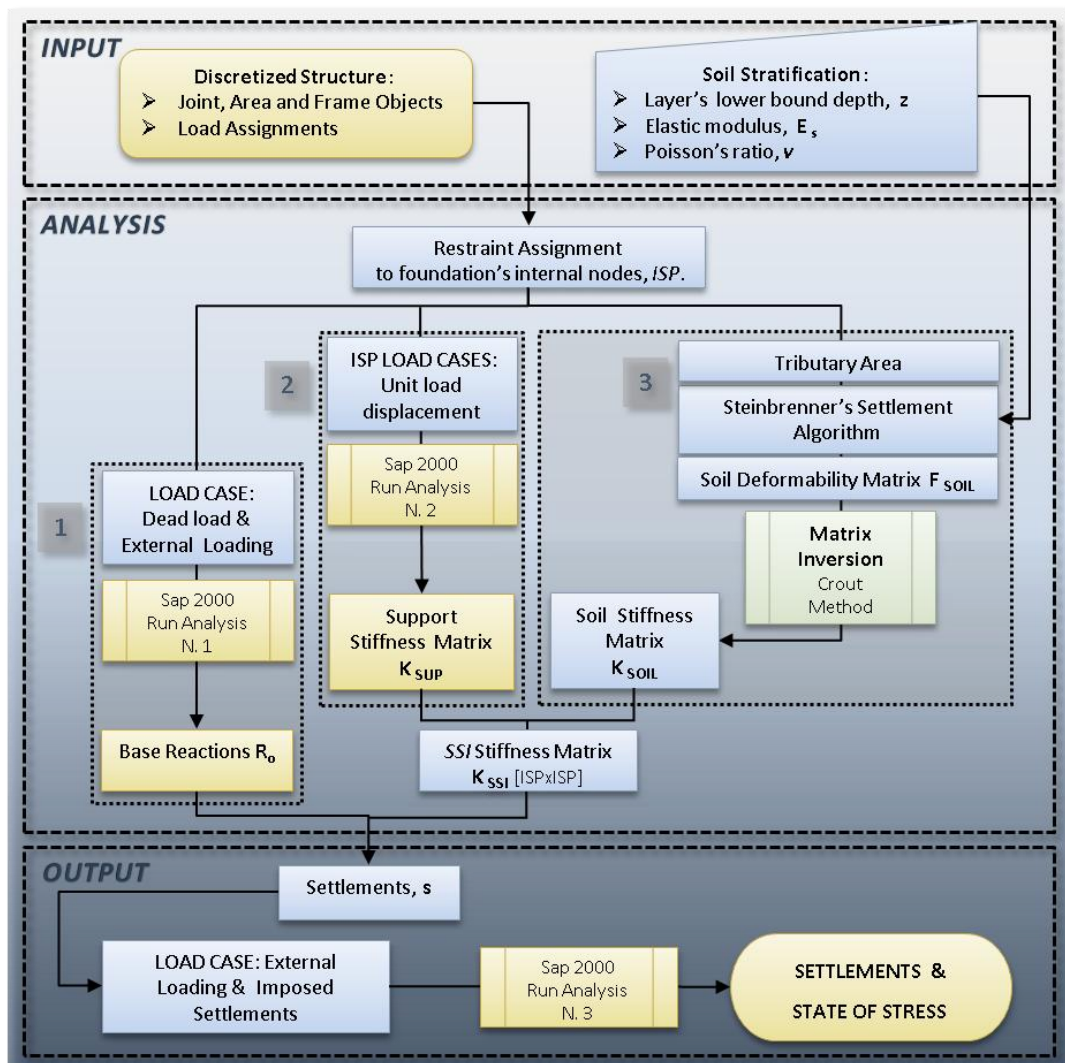 INPUT
Discretized Structure:
➢ Joint, Area and Frame Objects
➢ Load Assignments
Soil Stratification:
➢ Layer's lower bound depth, z
➢ Elastic modulus, Es
➢ Poisson's ratio, ν
ANALYSIS
Restraint Assignment
to foundation's internal nodes, ISP.
1
LOAD CASE:
Dead load &
External Loading
Sap 2000
Run Analysis
N. 1
Base Reactions Ro
2
ISP LOAD CASES:
Unit load
displacement
Sap 2000
Run Analysis
N. 2
Support
Stiffness Matrix
KSUP
3
Tributary Area
Steinbrenner's Settlement
Algorithm
Soil Deformability Matrix FSOIL
Matrix
Inversion
Crout
Method
Soil Stiffness
Matrix
KSOIL
SSI Stiffness Matrix
KSSI [ISPxISP]
OUTPUT
Settlements, s
LOAD CASE: External
Loading & Imposed
Settlements
Sap 2000
Run Analysis
N. 3
SETTLEMENTS &
STATE OF STRESS